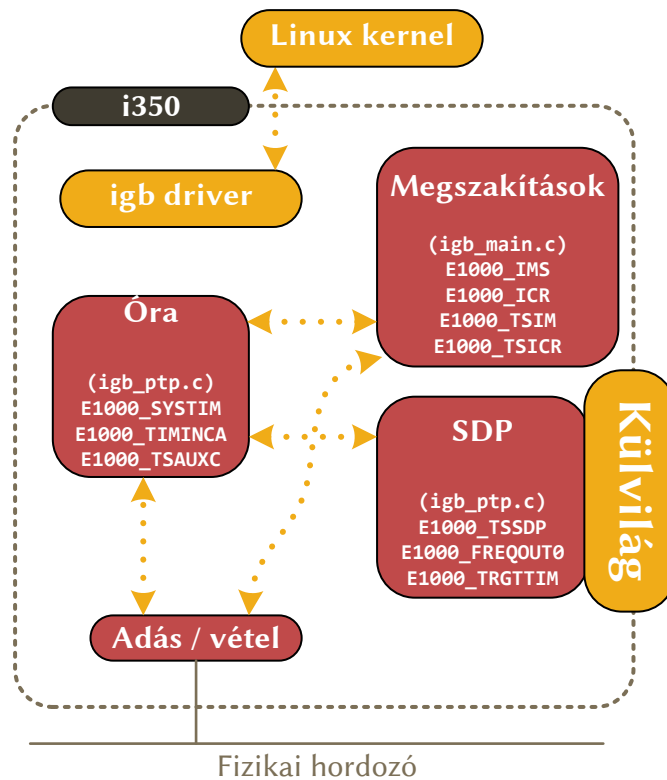 Linux kernel
i350
igb driver
Megszakítások
(igb_main.c)
E1000_IMS
E1000_ICR
E1000_TSIM
E1000_TSICR
Óra
(igb_ptp.c)
E1000_SYSTIM
E1000_TIMINCA
E1000_TSAUXC
SDP
(igb_ptp.c)
E1000_TSSDP
E1000_FREQOUT0
E1000_TRGTTIM
Külvilág
Adás / vétel
Fizikai hordozó